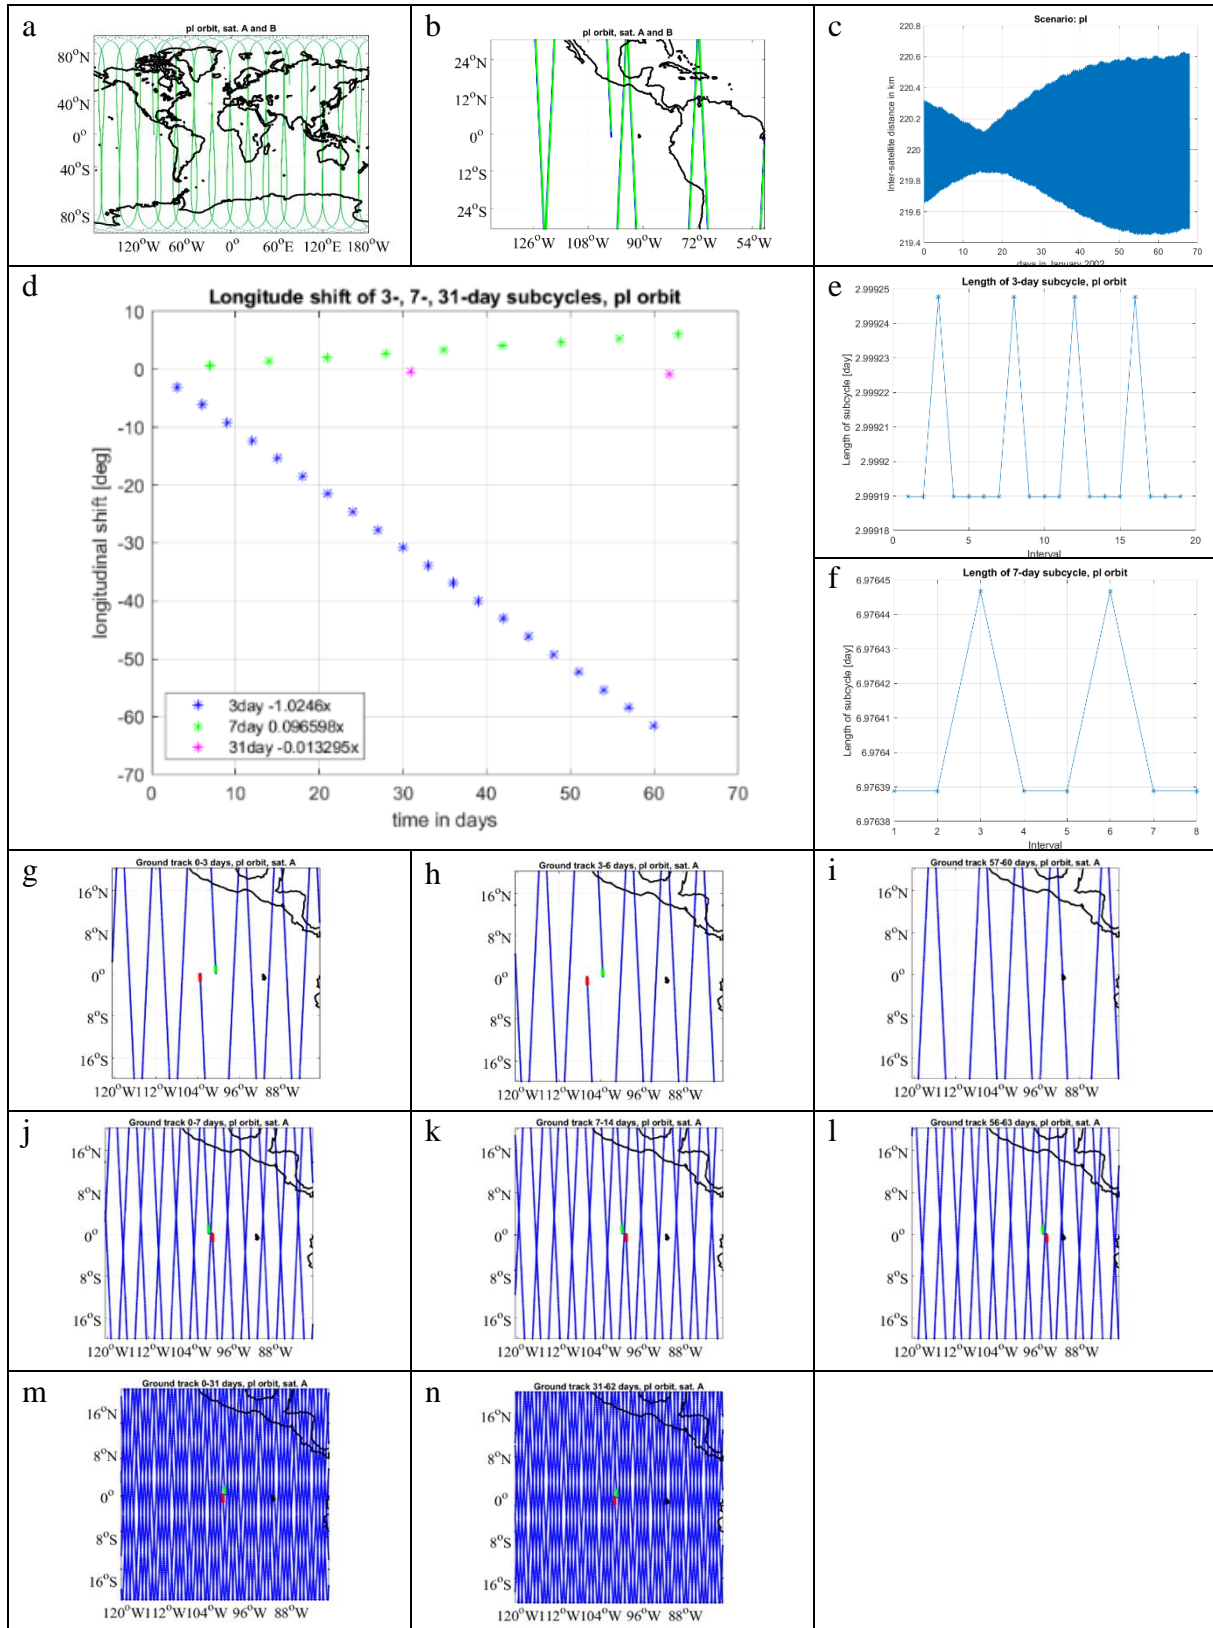 a
pl orbit, sat. A and B
80°N
40°N
0°
40°S
80°S
120°W 60°W 0° 60°E 120°E 180°W
b
pl orbit, sat. A and B
24°N
12°N
0°
12°S
24°S
126°W 108°W 90°W 72°W 54°W
c
Scenario: pl
Inter-satellite distance in km
220.8
220.6
220.4
220.2
220
219.8
219.6
219.4
0 10 20 30 40 50 60 70
days in January 2002
d
Longitude shift of 3-, 7-, 31-day subcycles, pl orbit
longitudinal shift [deg]
10
0
-10
-20
-30
-40
-50
-60
-70
3day -1.0246x
7day 0.096598x
31day -0.013295x
0 10 20 30 40 50 60 70
time in days
e
Length of 3-day subcycle, pl orbit
Length of subcycle [day]
2.99925
2.99924
2.99923
2.99922
2.99921
2.9992
2.99919
2.99918
0 5 10 15 20
Interval
f
Length of 7-day subcycle, pl orbit
Length of subcycle [day]
6.97645
6.97644
6.97643
6.97642
6.97641
6.9764
6.97639
6.97638
1 2 3 4 5 6 7 8
Interval
g
Ground track 0-3 days, pl orbit, sat. A
16°N
8°N
0°
8°S
16°S
120°W112°W104°W 96°W 88°W
h
Ground track 3-6 days, pl orbit, sat. A
16°N
8°N
0°
8°S
16°S
120°W112°W104°W 96°W 88°W
i
Ground track 57-60 days, pl orbit, sat. A
16°N
8°N
0°
8°S
16°S
120°W112°W104°W 96°W 88°W
j
Ground track 0-7 days, pl orbit, sat. A
16°N
8°N
0°
8°S
16°S
120°W112°W104°W 96°W 88°W
k
Ground track 7-14 days, pl orbit, sat. A
16°N
8°N
0°
8°S
16°S
120°W112°W104°W 96°W 88°W
l
Ground track 56-63 days, pl orbit, sat. A
16°N
8°N
0°
8°S
16°S
120°W112°W104°W 96°W 88°W
m
Ground track 0-31 days, pl orbit, sat. A
16°N
8°N
0°
8°S
16°S
120°W112°W104°W 96°W 88°W
n
Ground track 31-62 days, pl orbit, sat. A
16°N
8°N
0°
8°S
16°S
120°W112°W104°W 96°W 88°W